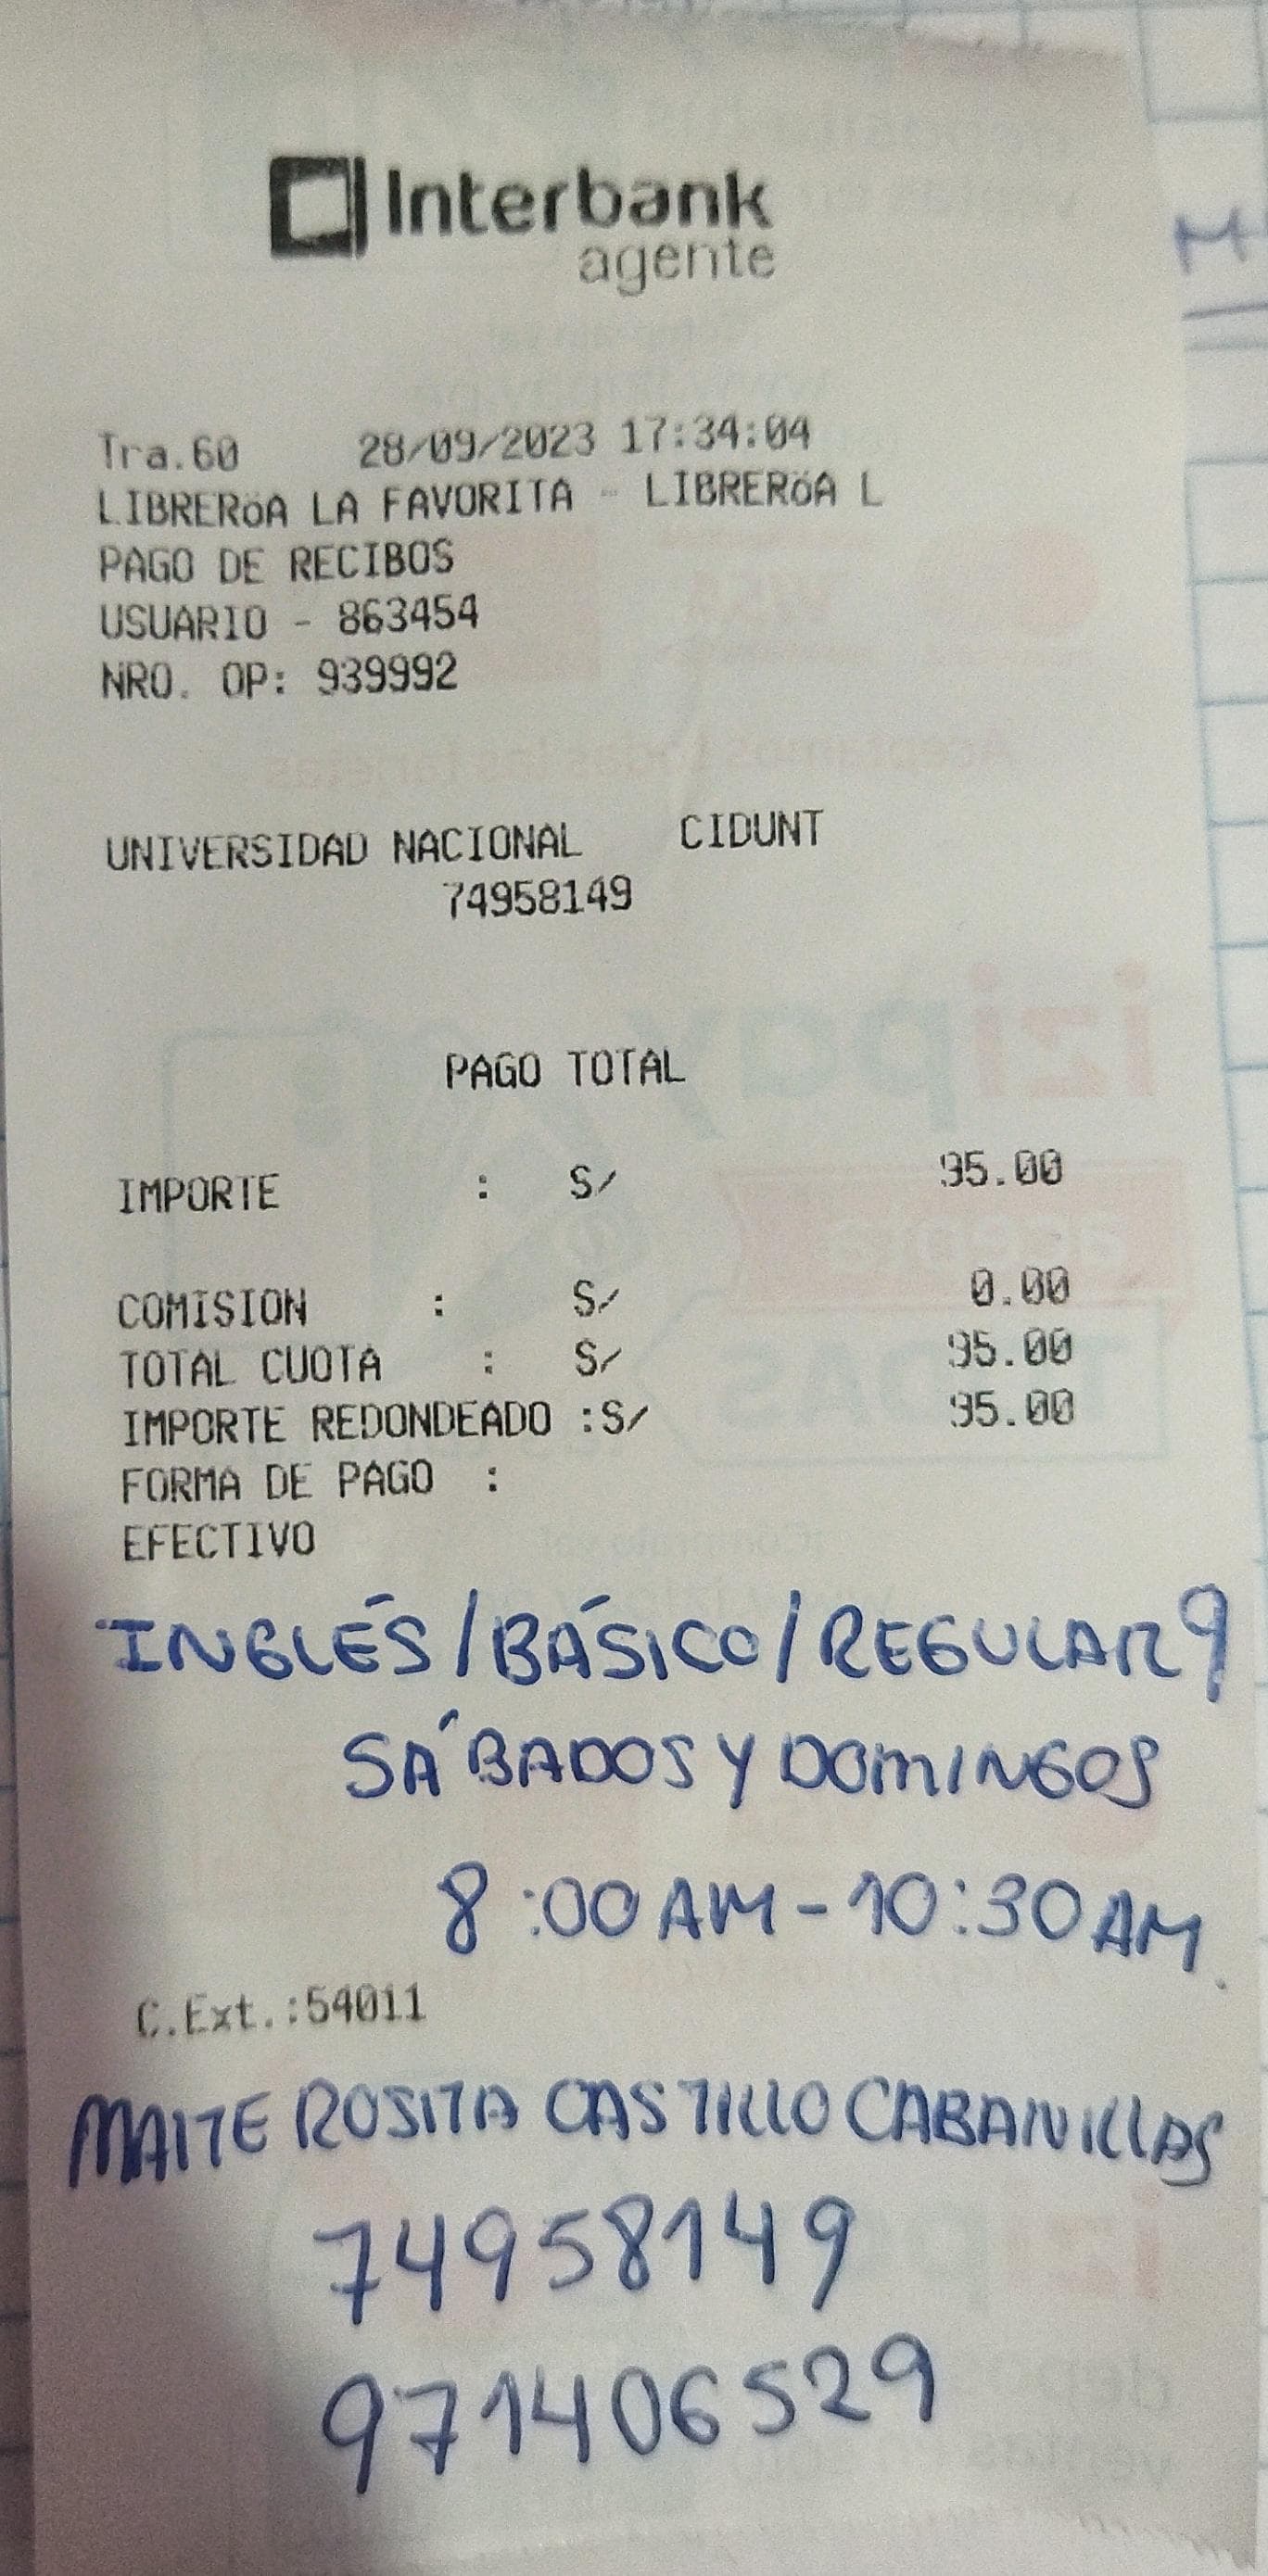 Interbank
agente
Tra.60 28/09/2023 17:34:04
LIBRERöA LA FAVORITA - LIBRERöA L
PAGO DE RECIBOS
USUARIO - 863454
NRO. OP: 939992
UNIVERSIDAD NACIONAL CIDUNT
74958149
PAGO TOTAL
IMPORTE : S/ 95.00
COMISION : S/ 0.00
TOTAL CUOTA : S/ 95.00
IMPORTE REDONDEADO :S/ 95.00
FORMA DE PAGO :
EFECTIVO
INGLÉS/BÁSICO/REGULAR 9
SÁBADOS Y DOMINGOS
8:00 AM - 10:30 AM.
C.Ext.:54011
MAITE ROSITA CASTILLO CABANILLAS
74958149
971406529